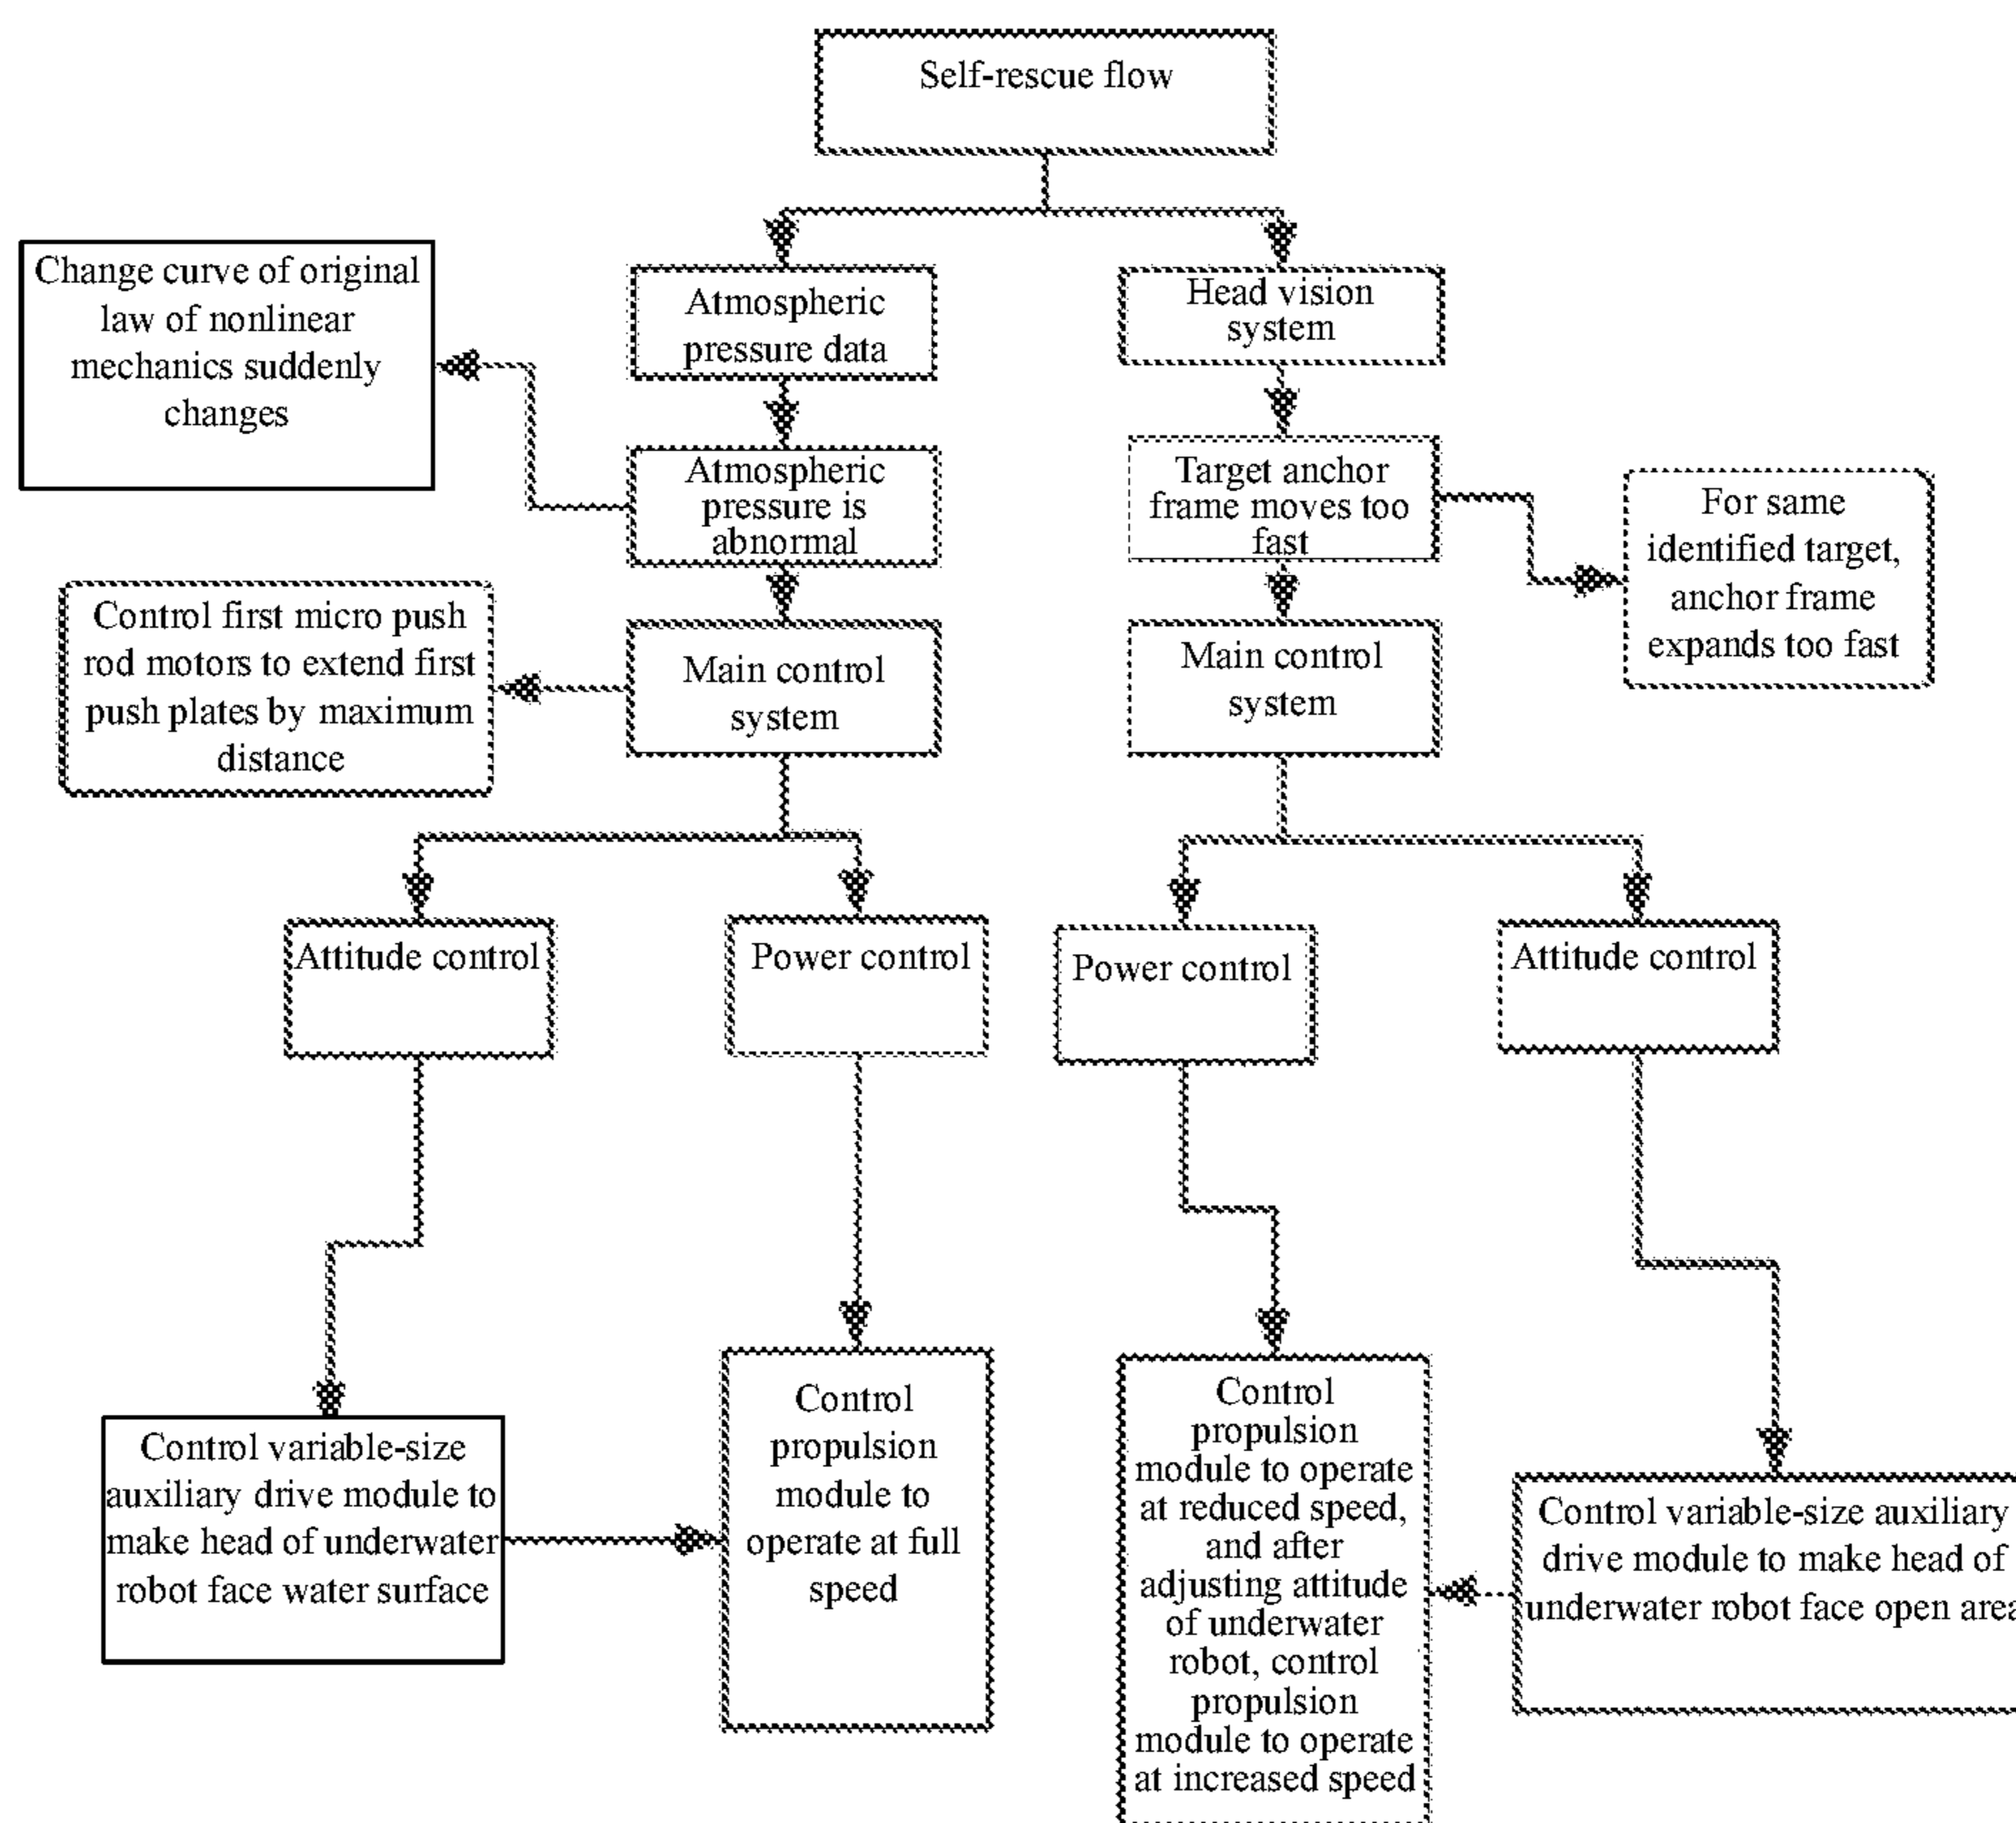 Self-rescue flow
Change curve of original
law of nonlinear
mechanics suddenly
changes
Atmospheric
pressure data
Head vision
system
Atmospheric
pressure is
abnormal
Target anchor
frame moves too
fast
For same
identified target,
anchor frame
expands too fast
Control first micro push
rod motors to extend first
push plates by maximum
distance
Main control
system
Main control
system
Attitude control
Power control
Power control
Attitude control
Control variable-size
auxiliary drive module to
make head of underwater
robot face water surface
Control
propulsion
module to
operate at full
speed
Control
propulsion
module to operate
at reduced speed,
and after
adjusting attitude
of underwater
robot, control
propulsion
module to operate
at increased speed
Control variable-size auxiliary
drive module to make head of
underwater robot face open area